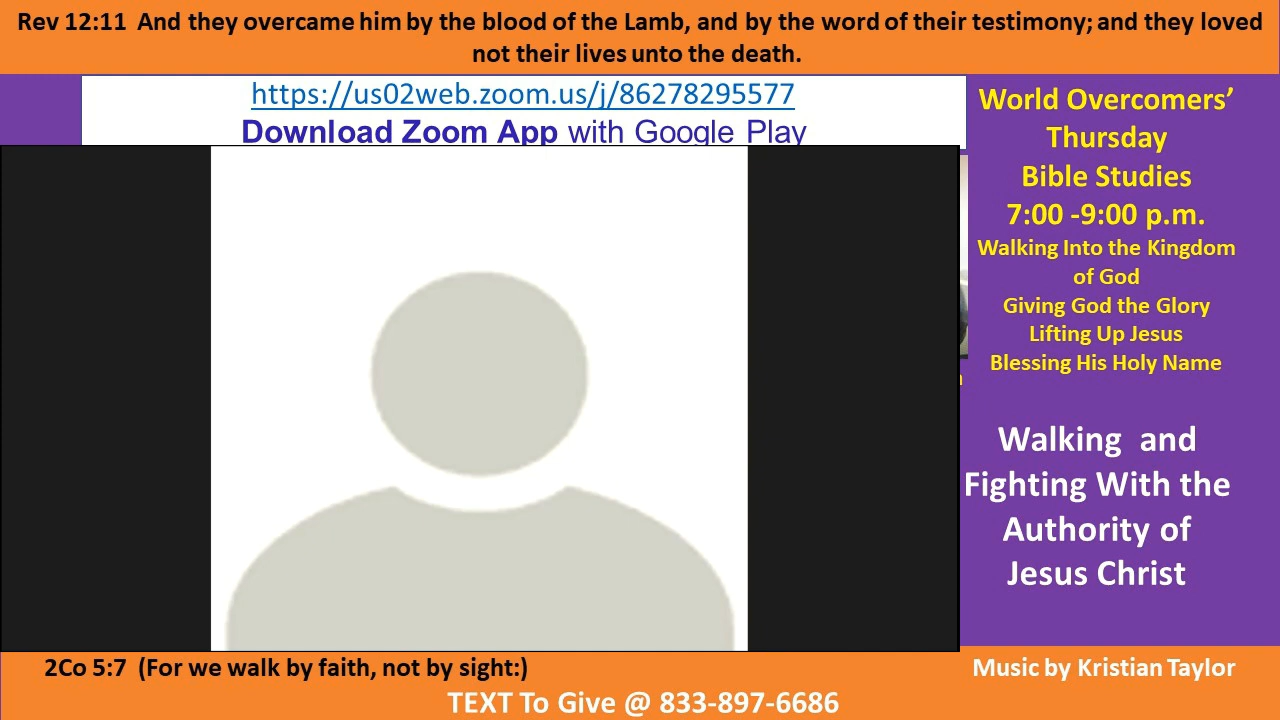 Rev 12:11  And they overcame him by the blood of the Lamb, and by the word of their testimony; and they loved
not their lives unto the death.
https://us02web.zoom.us/j/86278295577
Download Zoom App with Google Play
World Overcomers’
Thursday
Bible Studies
7:00 -9:00 p.m.
Walking Into the Kingdom
of God
Giving God the Glory
Lifting Up Jesus
Blessing His Holy Name
Walking  and
Fighting With the
Authority of
Jesus Christ
2Co 5:7  (For we walk by faith, not by sight:)
Music by Kristian Taylor
TEXT To Give @ 833-897-6686